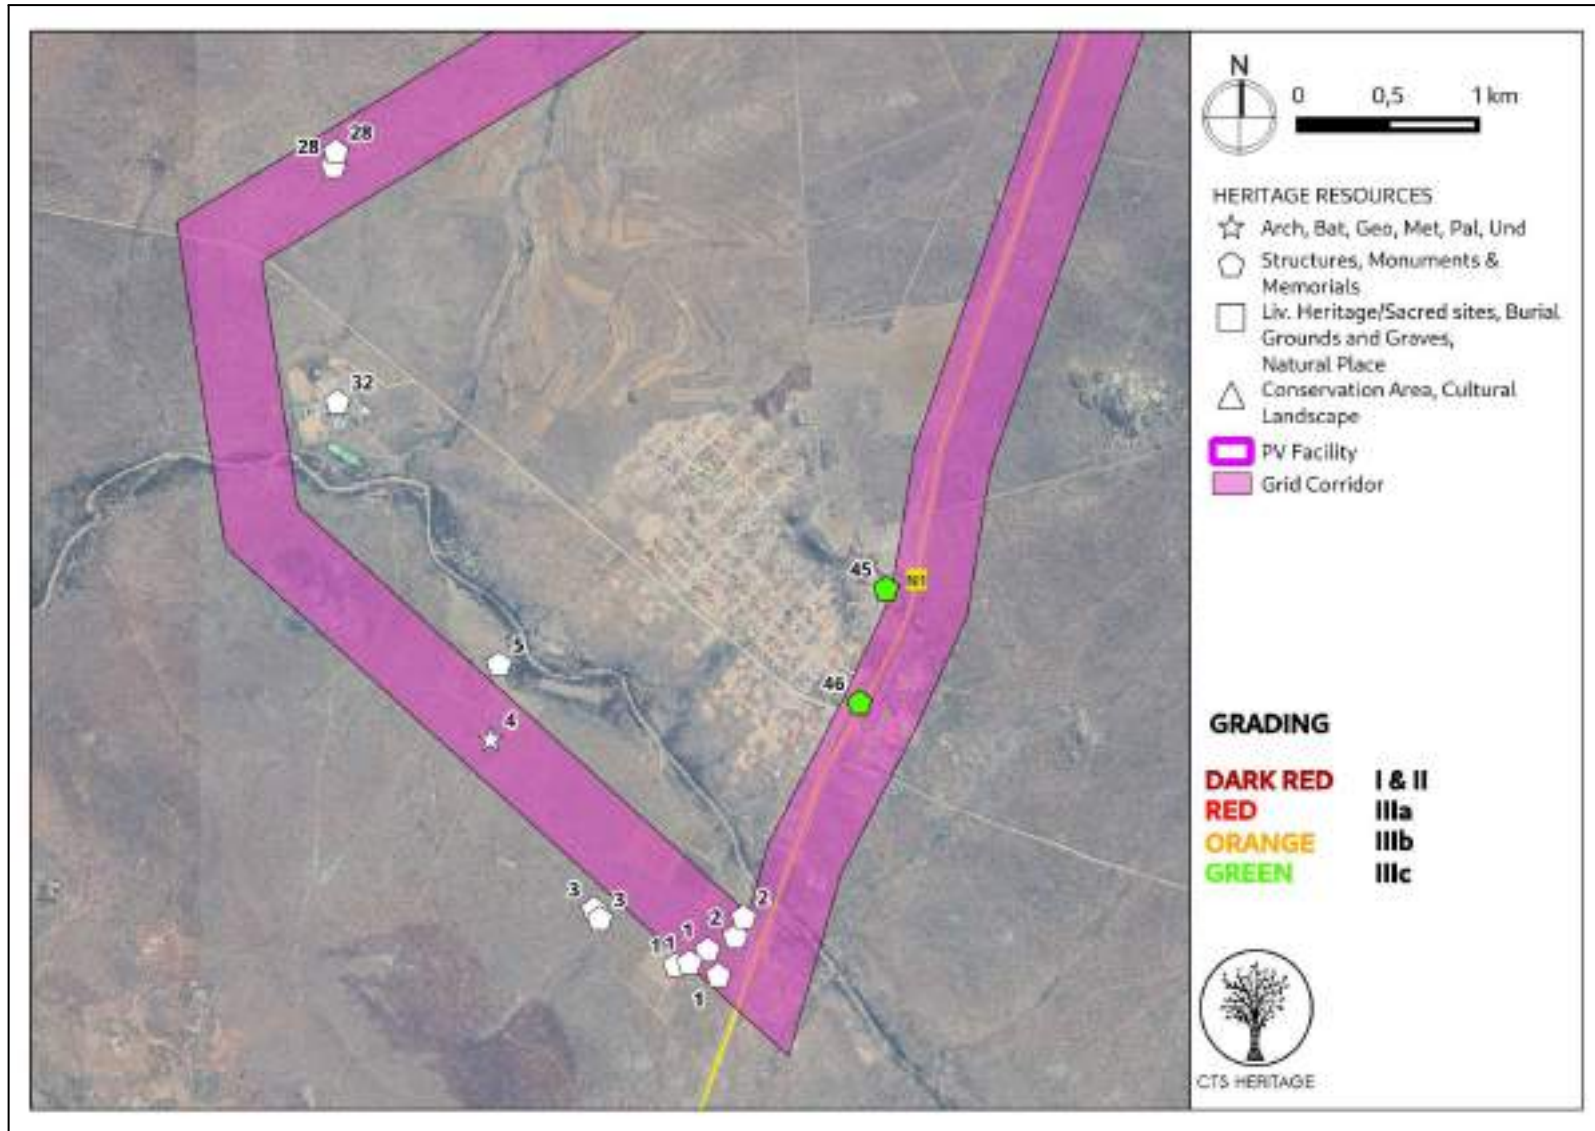 28
28
32
45
N1
5
46
4
3
3
2
2
1
1
1
1
N
0
0,5
1 km
HERITAGE RESOURCES
Arch, Bat, Geo, Met, Pal, Und
Structures, Monuments &
Memorials
Liv. Heritage/Sacred sites, Burial
Grounds and Graves,
Natural Place
Conservation Area, Cultural
Landscape
PV Facility
Grid Corridor
GRADING
DARK RED I & II
RED IIIa
ORANGE IIIb
GREEN IIIc
CTS HERITAGE